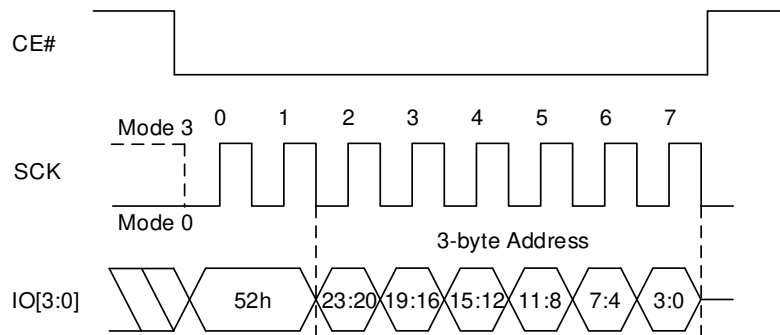 CE#
Mode 3
0 1 2 3 4 5 6 7
SCK
Mode 0
3-byte Address
IO[3:0]
52h 23:20 19:16 15:12 11:8 7:4 3:0